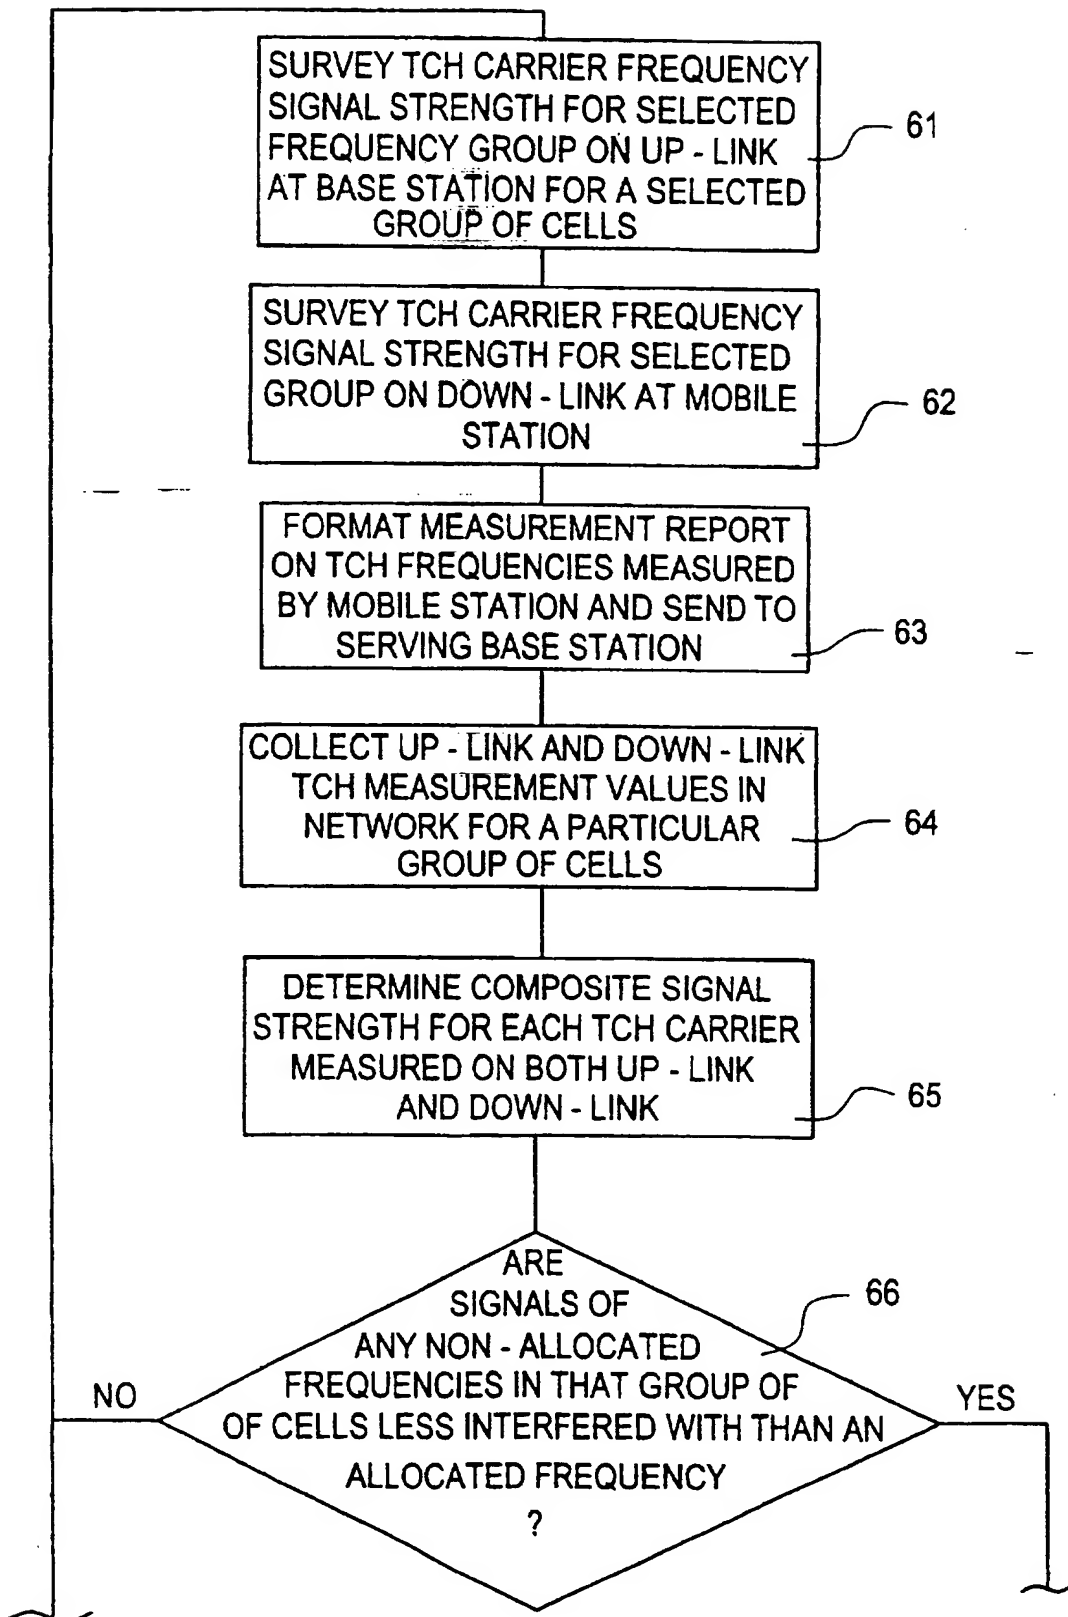 SURVEY TCH CARRIER FREQUENCY
SIGNAL STRENGTH FOR SELECTED
FREQUENCY GROUP ON UP - LINK
AT BASE STATION FOR A SELECTED
GROUP OF CELLS
61
SURVEY TCH CARRIER FREQUENCY
SIGNAL STRENGTH FOR SELECTED
GROUP ON DOWN - LINK AT MOBILE
STATION
62
FORMAT MEASUREMENT REPORT
ON TCH FREQUENCIES MEASURED
BY MOBILE STATION AND SEND TO
SERVING BASE STATION
63
COLLECT UP - LINK AND DOWN - LINK
TCH MEASUREMENT VALUES IN
NETWORK FOR A PARTICULAR
GROUP OF CELLS
64
DETERMINE COMPOSITE SIGNAL
STRENGTH FOR EACH TCH CARRIER
MEASURED ON BOTH UP - LINK
AND DOWN - LINK
65
ARE
SIGNALS OF
ANY NON - ALLOCATED
FREQUENCIES IN THAT GROUP OF
OF CELLS LESS INTERFERED WITH THAN AN
ALLOCATED FREQUENCY
?
66
NO
YES